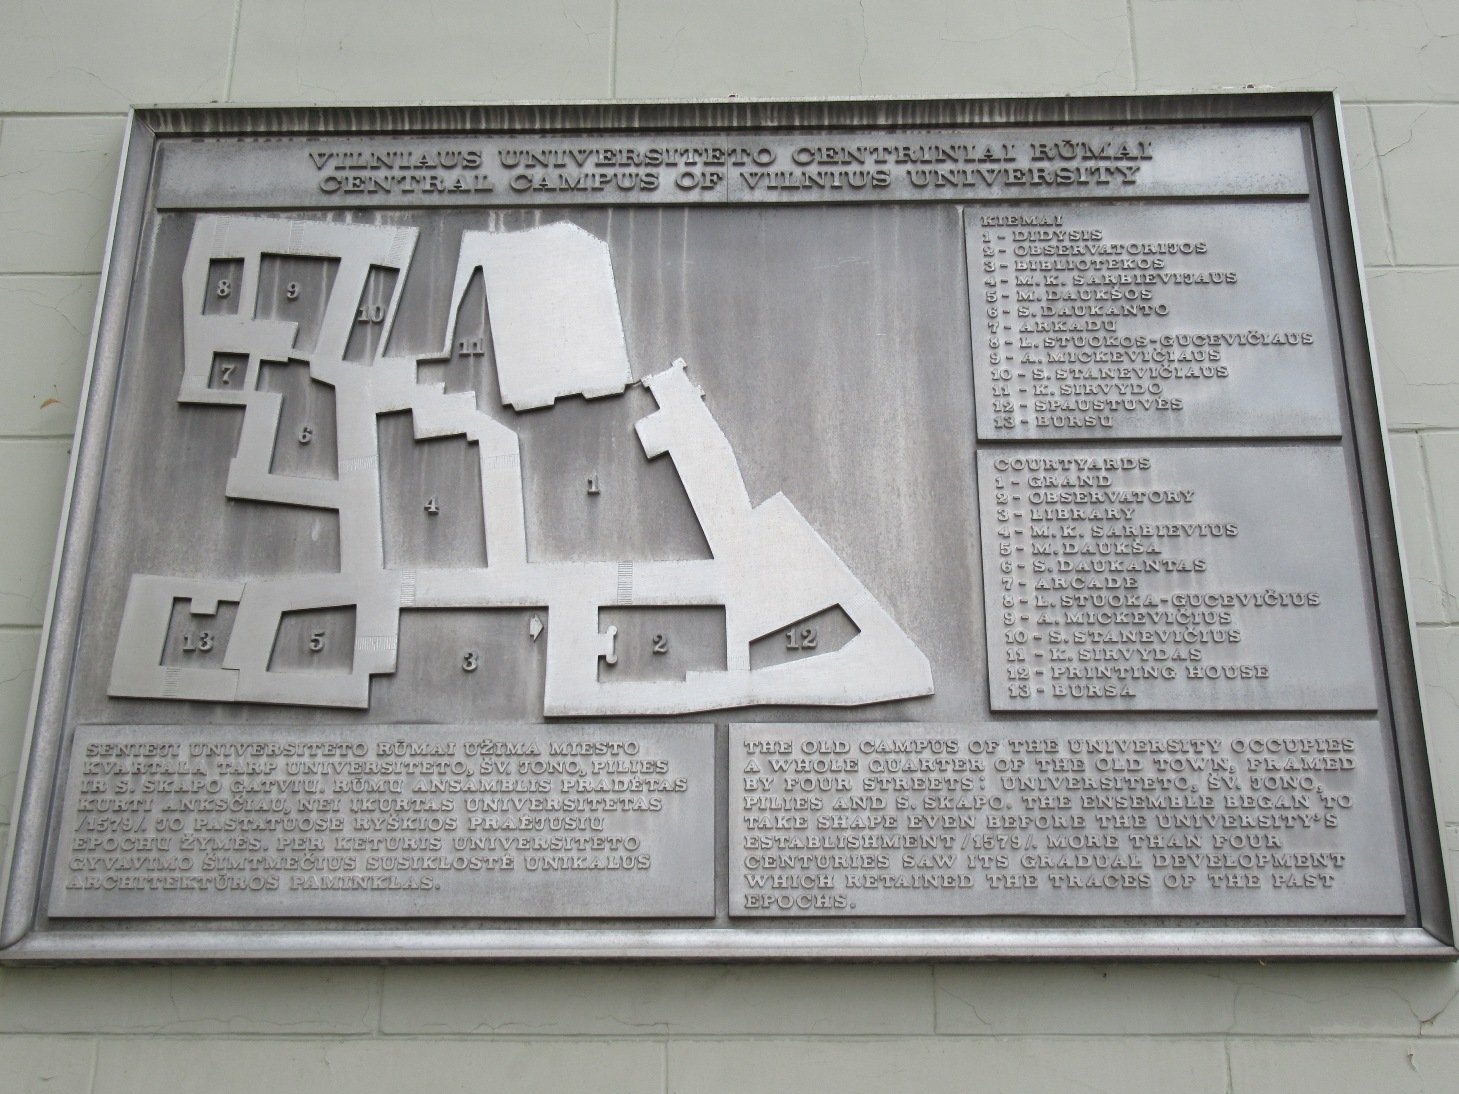 VILNIAUS UNIVERSITETO CENTRINIAI RŪMAI
CENTRAL CAMPUS OF VILNIUS UNIVERSITY
8
9
10
11
7
6
4
1
13
5
3
2
12
KIEMAI
1 - DIDYSIS
2 - OBSERVATORIJOS
3 - BIBLIOTEKOS
4 - M.K. SARBIEVIJAUS
5 - M. DAUKŠOS
6 - S. DAUKANTO
7 - ARKADŲ
8 - L. STUOKOS-GUCEVIČIAUS
9 - A. MICKEVIČIAUS
10 - S. STANEVIČIAUS
11 - K. SIRVYDO
12 - SPAUSTUVĖS
13 - BURSŲ
COURTYARDS
1 - GRAND
2 - OBSERVATORY
3 - LIBRARY
4 - M.K. SARBIEVIUS
5 - M. DAUKŠA
6 - S. DAUKANTAS
7 - ARCADE
8 - L. STUOKA-GUCEVIČIUS
9 - A. MICKEVIČIUS
10 - S. STANEVIČIUS
11 - K. SIRVYDAS
12 - PRINTING HOUSE
13 - BURSA
SENIEJI UNIVERSITETO RŪMAI UŽIMA MIESTO
KVARTALĄ TARP UNIVERSITETO, ŠV. JONO, PILIES
IR S. SKAPO GATVIŲ. RŪMŲ ANSAMBLIS PRADĖTAS
KURTI ANKSČIAU, NEI ĮKURTAS UNIVERSITETAS
/1579/. JO PASTATUOSE RYŠKIOS PRAĖJUSIŲ
EPOCHŲ ŽYMĖS. PER KETURIS UNIVERSITETO
GYVAVIMO ŠIMTMEČIUS SUSIKLOSTĖ UNIKALUS
ARCHITEKTŪROS PAMINKLAS.
THE OLD CAMPUS OF THE UNIVERSITY OCCUPIES
A WHOLE QUARTER OF THE OLD TOWN, FRAMED
BY FOUR STREETS: UNIVERSITETO, ŠV. JONO,
PILIES AND S. SKAPO. THE ENSEMBLE BEGAN TO
TAKE SHAPE EVEN BEFORE THE UNIVERSITY'S
ESTABLISHMENT /1579/. MORE THAN FOUR
CENTURIES SAW ITS GRADUAL DEVELOPMENT
WHICH RETAINED THE TRACES OF THE PAST
EPOCHS.